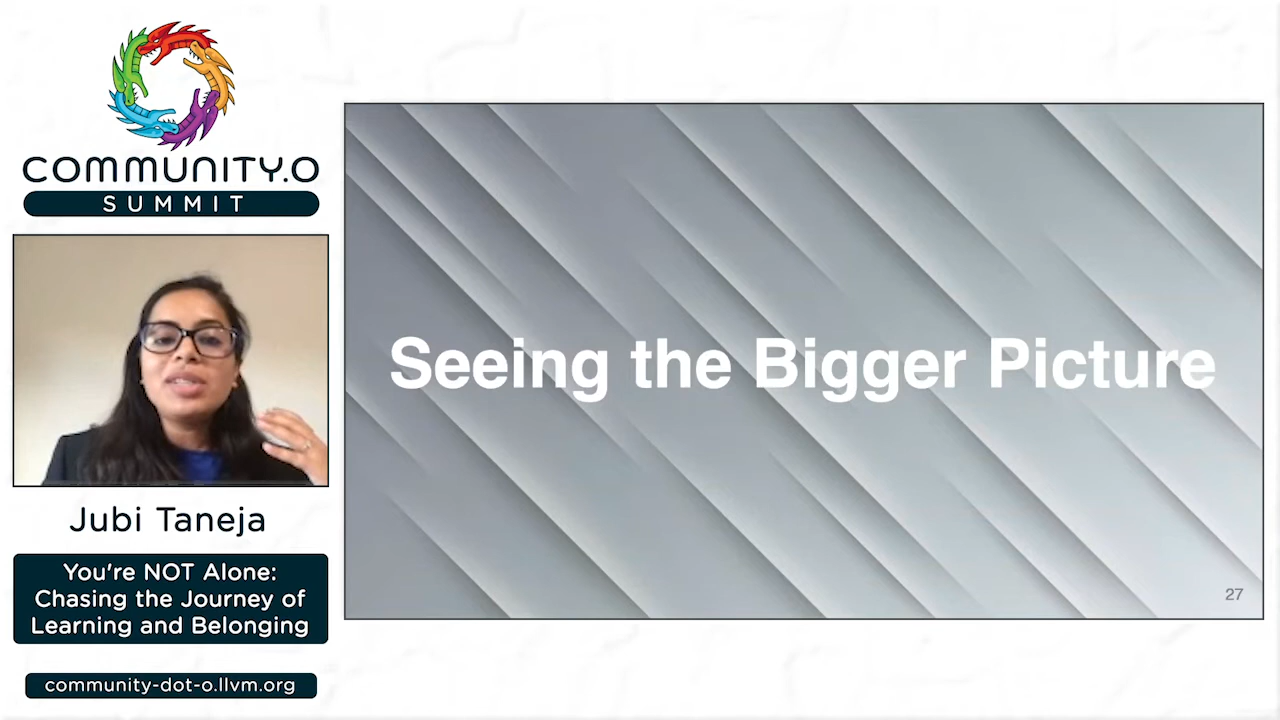 COMMUNITY.O
SUMMIT
Jubi Taneja
You're NOT Alone:
Chasing the Journey of
Learning and Belonging
community-dot-o.llvm.org
Seeing the Bigger Picture
27